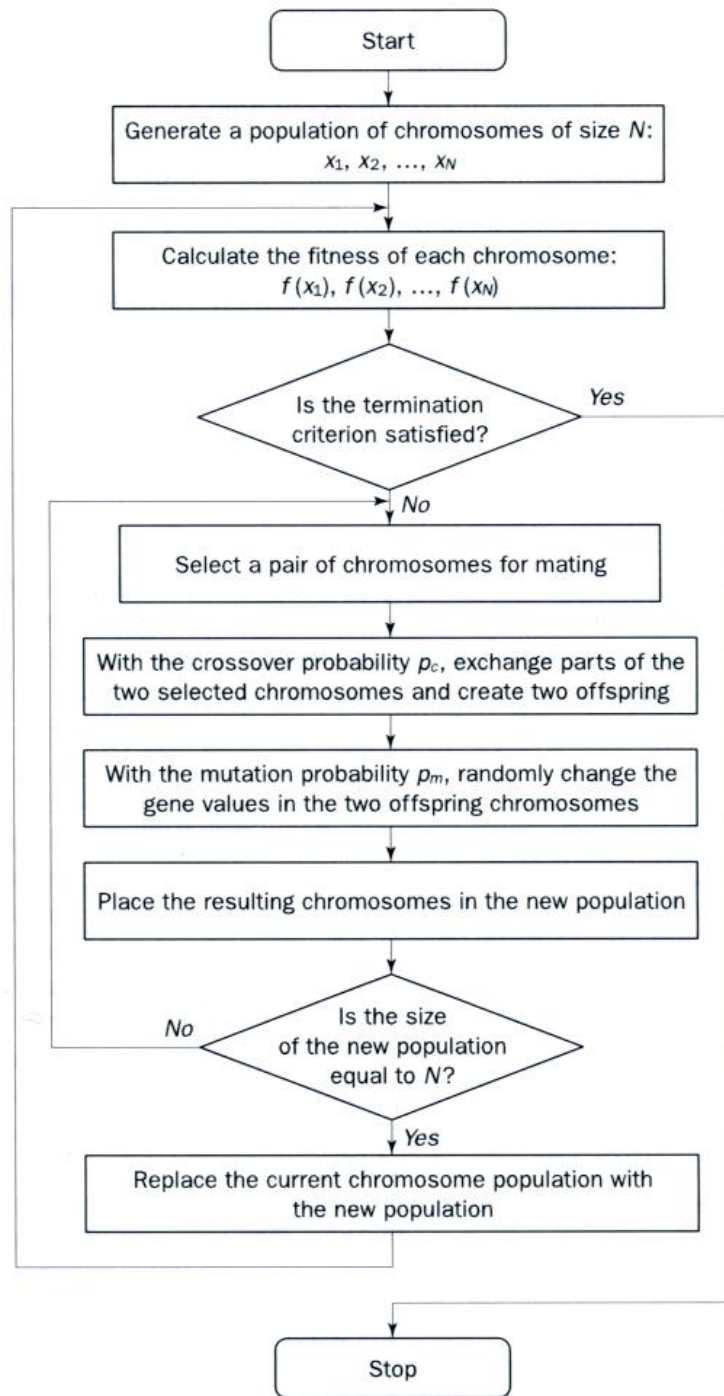 Start
Generate a population of chromosomes of size N:
x₁, x₂, ..., x_N
Calculate the fitness of each chromosome:
f(x₁), f(x₂), ..., f(x_N)
Is the termination
criterion satisfied?
Yes
No
Select a pair of chromosomes for mating
With the crossover probability p_c, exchange parts of the
two selected chromosomes and create two offspring
With the mutation probability p_m, randomly change the
gene values in the two offspring chromosomes
Place the resulting chromosomes in the new population
Is the size
of the new population
equal to N?
No
Yes
Replace the current chromosome population with
the new population
Stop